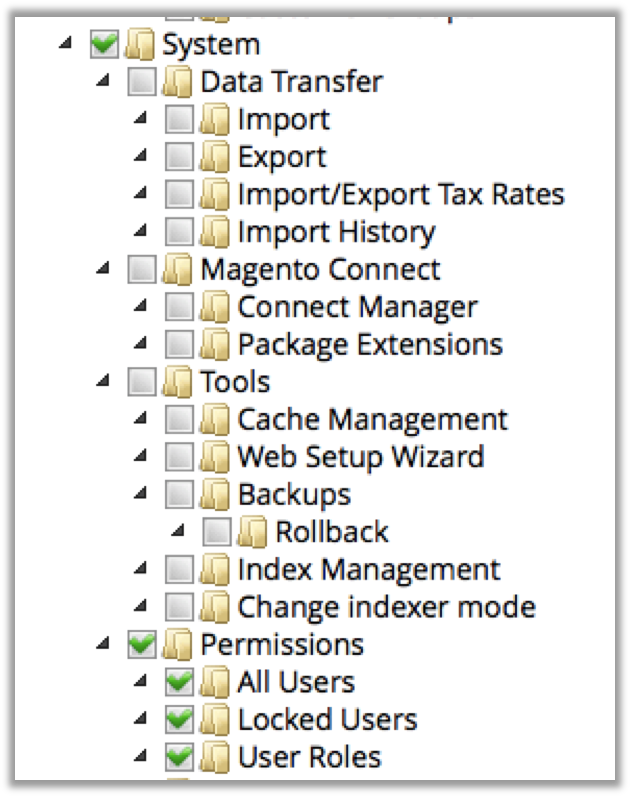 System
Data Transfer
Import
Export
Import/Export Tax Rates
Import History
Magento Connect
Connect Manager
Package Extensions
Tools
Cache Management
Web Setup Wizard
Backups
Rollback
Index Management
Change indexer mode
Permissions
All Users
Locked Users
User Roles